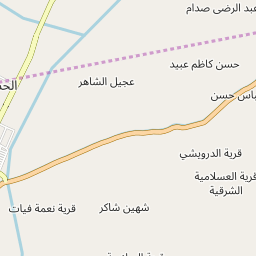 عبد الرضى صدام
حسن كاظم عبيد
عجيل الشاهر
باس حسن
قرية الدرويشي
قرية العسلامية
الشرقية
شهين شاكر
قرية نعمة فيات